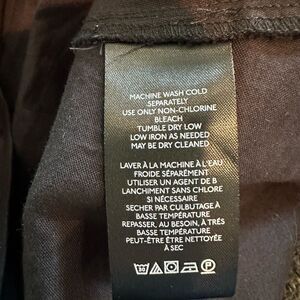 MACHINE WASH COLD
SEPARATELY
USE ONLY NON-CHLORINE
BLEACH
TUMBLE DRY LOW
LOW IRON AS NEEDED
MAY BE DRY CLEANED
LAVER À LA MACHINE À L'EAU
FROIDE SÉPARÉMENT
UTILISER UN AGENT DE B
LANCHIMENT SANS CHLORE
SI NÉCESSAIRE
SECHER PAR CULBUTAGE À
BASSE TEMPÉRATURE
REPASSER, AU BESOIN, À TRÈS
BASSE TEMPÉRATURE
PEUT-ÊTRE ÊTRE NETTOYÉE
À SEC